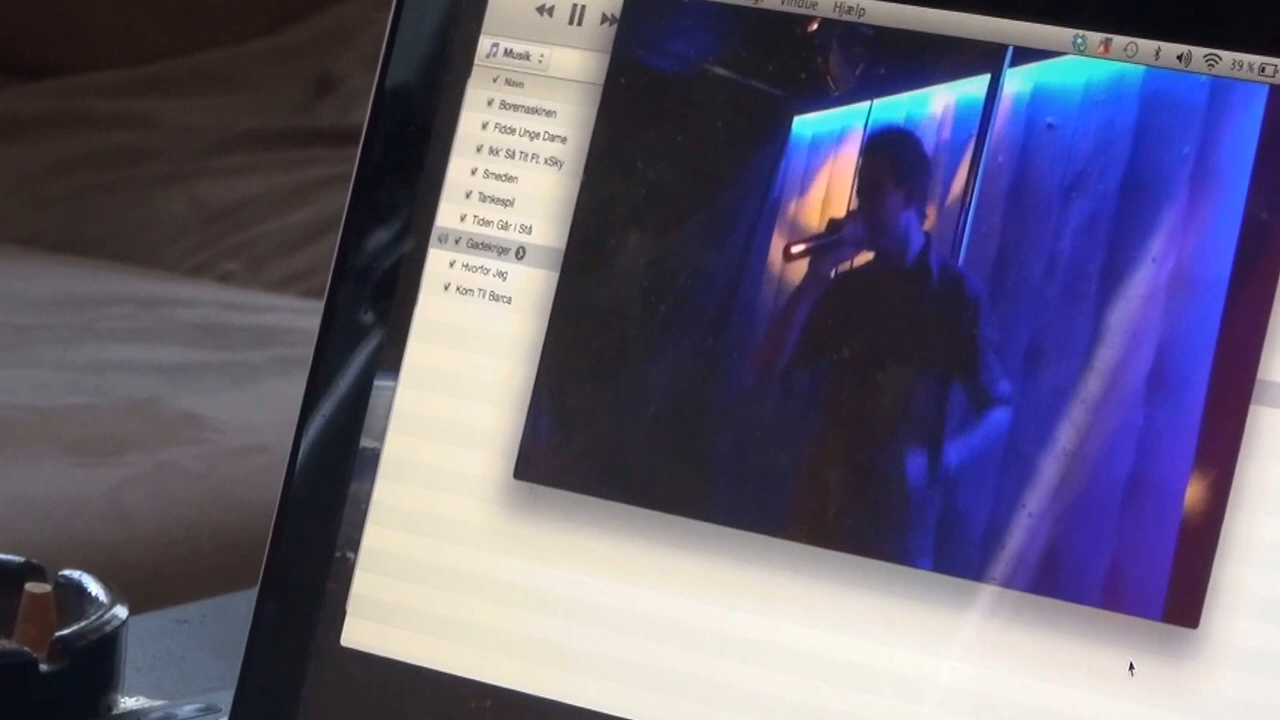 Vindue Hjælp
39 %
Musik
Navn
Boremaskinen
Fidde Unge Dame
Ikk' Så Tit Ft. xSky
Smedien
Tankespil
Tiden Går i Stå
Gadekriger
Hvorfor Jeg
Kom Til Barca